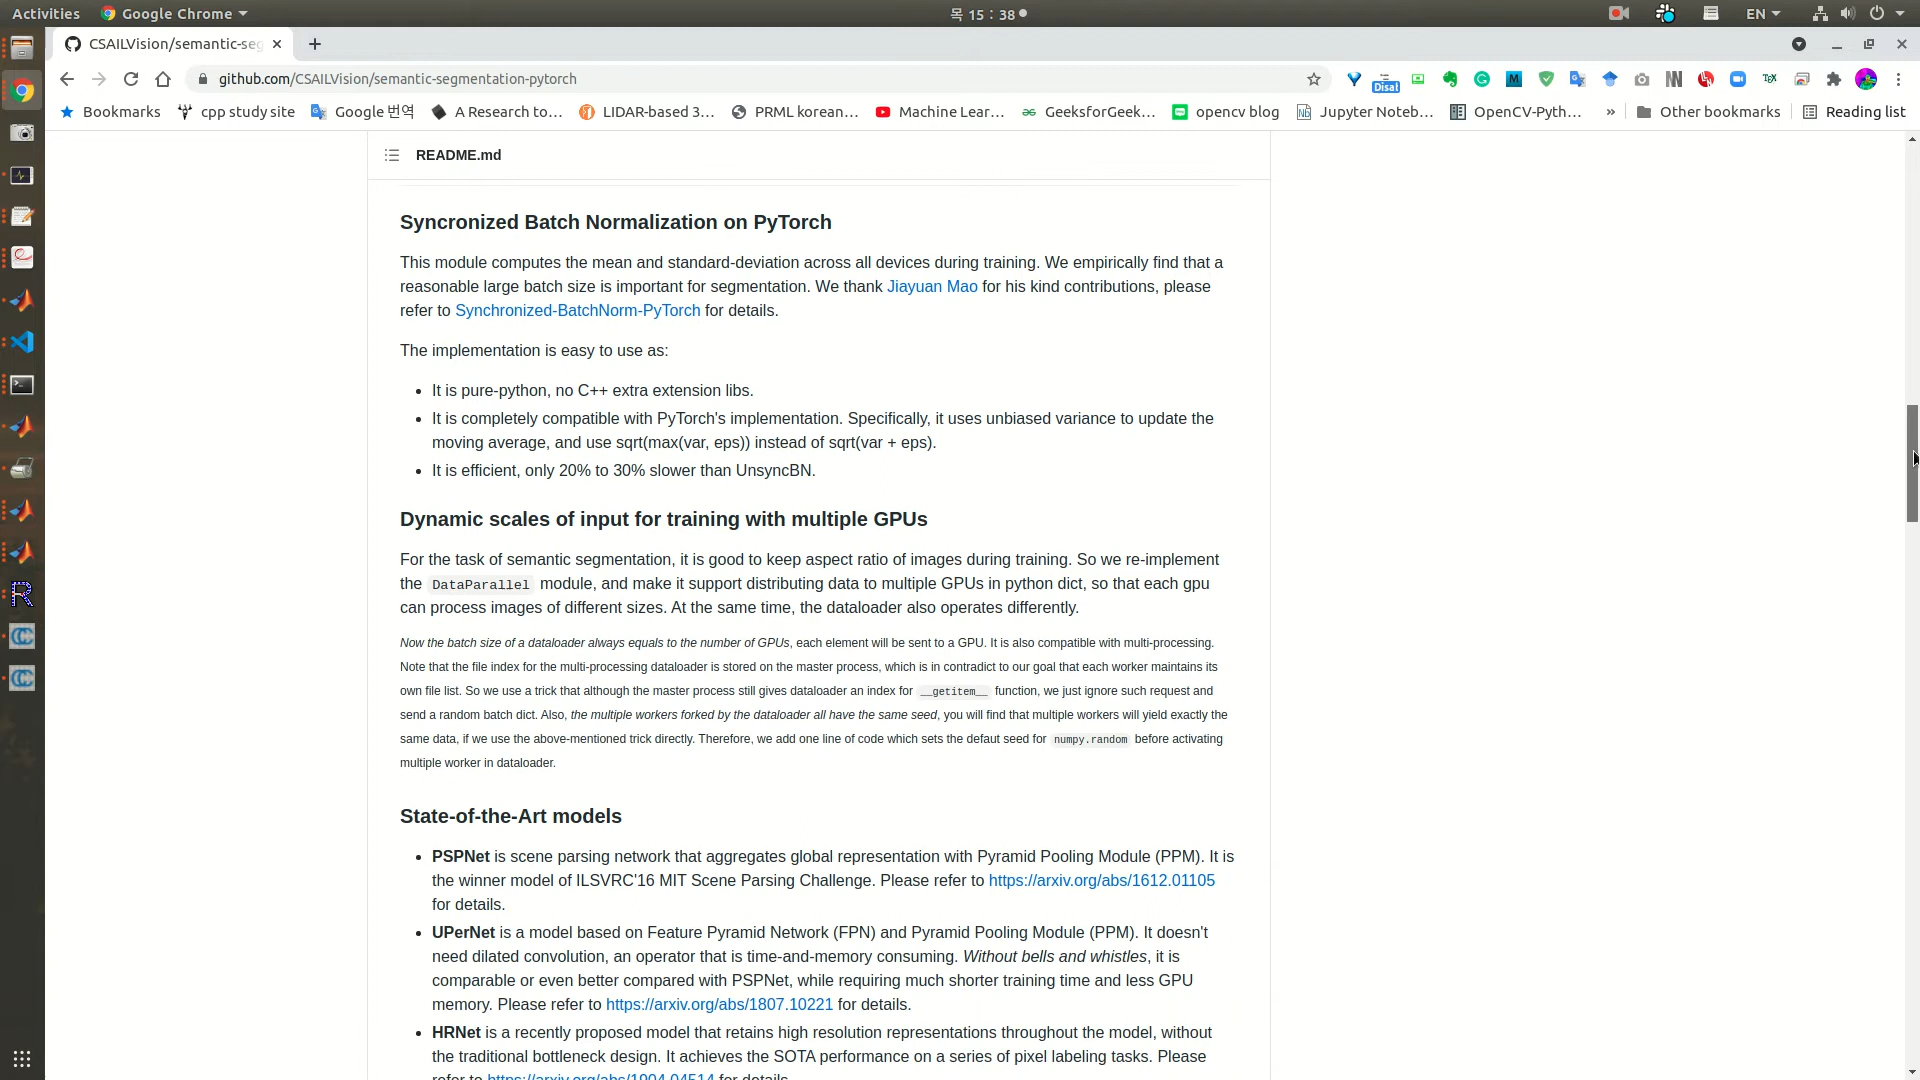 Activities Google Chrome 목 15 : 38 EN
CSAILVision/semantic-seg
github.com/CSAILVision/semantic-segmentation-pytorch
Disal
TEX
Bookmarks cpp study site Google 번역 A Research to… LIDAR-based 3… PRML korean… Machine Lear… GeeksforGeek… opencv blog Jupyter Noteb… OpenCV-Pyth… » Other bookmarks Reading list
README.md
Syncronized Batch Normalization on PyTorch
This module computes the mean and standard-deviation across all devices during training. We empirically find that a
reasonable large batch size is important for segmentation. We thank Jiayuan Mao for his kind contributions, please
refer to Synchronized-BatchNorm-PyTorch for details.
The implementation is easy to use as:
• It is pure-python, no C++ extra extension libs.
• It is completely compatible with PyTorch's implementation. Specifically, it uses unbiased variance to update the
moving average, and use sqrt(max(var, eps)) instead of sqrt(var + eps).
• It is efficient, only 20% to 30% slower than UnsyncBN.
Dynamic scales of input for training with multiple GPUs
For the task of semantic segmentation, it is good to keep aspect ratio of images during training. So we re-implement
the DataParallel module, and make it support distributing data to multiple GPUs in python dict, so that each gpu
can process images of different sizes. At the same time, the dataloader also operates differently.
Now the batch size of a dataloader always equals to the number of GPUs, each element will be sent to a GPU. It is also compatible with multi-processing.
Note that the file index for the multi-processing dataloader is stored on the master process, which is in contradict to our goal that each worker maintains its
own file list. So we use a trick that although the master process still gives dataloader an index for __getitem__ function, we just ignore such request and
send a random batch dict. Also, the multiple workers forked by the dataloader all have the same seed, you will find that multiple workers will yield exactly the
same data, if we use the above-mentioned trick directly. Therefore, we add one line of code which sets the defaut seed for numpy.random before activating
multiple worker in dataloader.
State-of-the-Art models
• PSPNet is scene parsing network that aggregates global representation with Pyramid Pooling Module (PPM). It is
the winner model of ILSVRC'16 MIT Scene Parsing Challenge. Please refer to https://arxiv.org/abs/1612.01105
for details.
• UPerNet is a model based on Feature Pyramid Network (FPN) and Pyramid Pooling Module (PPM). It doesn't
need dilated convolution, an operator that is time-and-memory consuming. Without bells and whistles, it is
comparable or even better compared with PSPNet, while requiring much shorter training time and less GPU
memory. Please refer to https://arxiv.org/abs/1807.10221 for details.
• HRNet is a recently proposed model that retains high resolution representations throughout the model, without
the traditional bottleneck design. It achieves the SOTA performance on a series of pixel labeling tasks. Please
refer to https://arxiv.org/abs/1904.04514 for details.